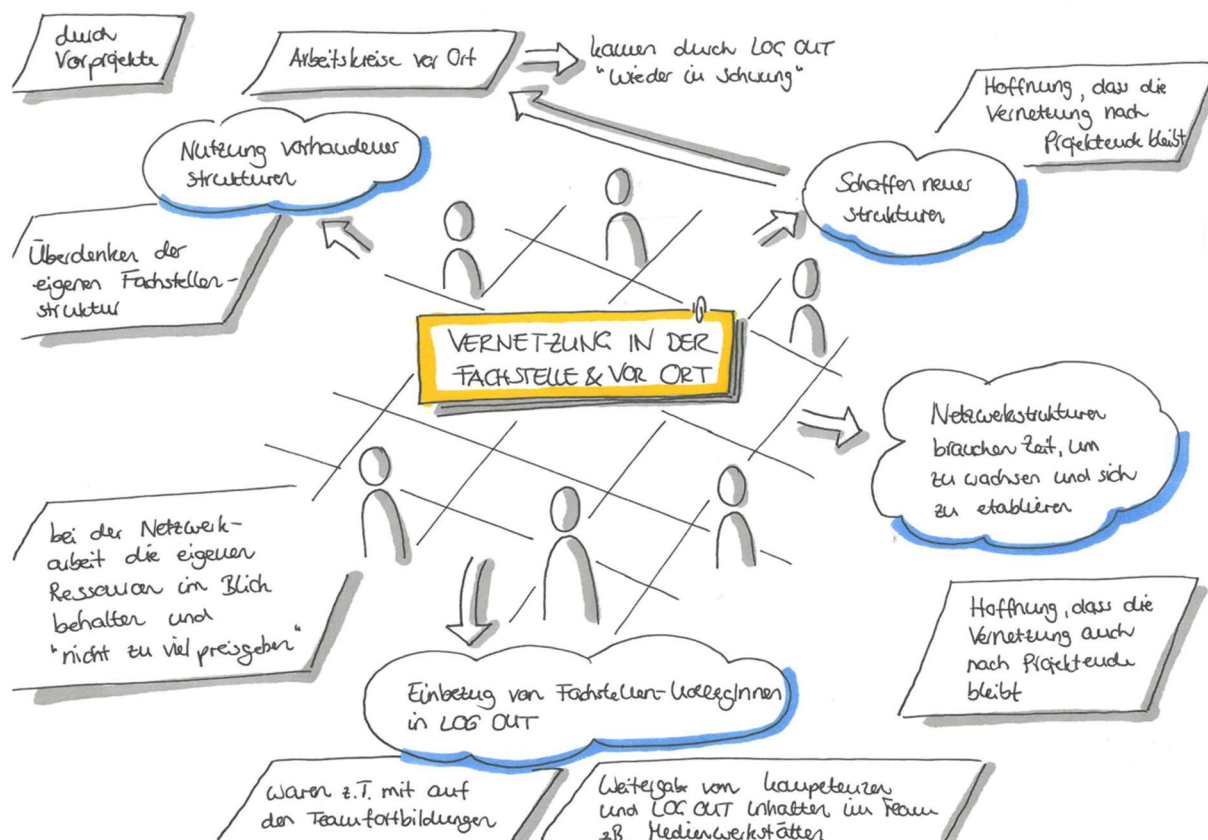 durch
Vorprojekte
Arbeitskreise vor Ort
kamen durch LOG OUT
"wieder in Schwung"
Hoffnung, dass die
Vernetzung nach
Projektende bleibt
Nutzung vorhandener
Strukturen
Schaffen neuer
Strukturen
Überdenken der
eigenen Fachstellen-
struktur
VERNETZUNG IN DER
FACHSTELLE & VOR ORT
Netzwerkstrukturen
brauchen Zeit, um
zu wachsen und sich
zu etablieren
bei der Netzwerk-
arbeit die eigenen
Ressourcen im Blick
behalten und
"nicht zu viel preisgeben"
Hoffnung, dass die
Vernetzung auch
nach Projektende
bleibt
Einbezug von Fachstellen-KollegInnen
in LOG OUT
waren z.T. mit auf
den Teamfortbildungen
Weitergabe von Kompetenzen
und LOG OUT Inhalten im Team
zB Medienwerkstätten